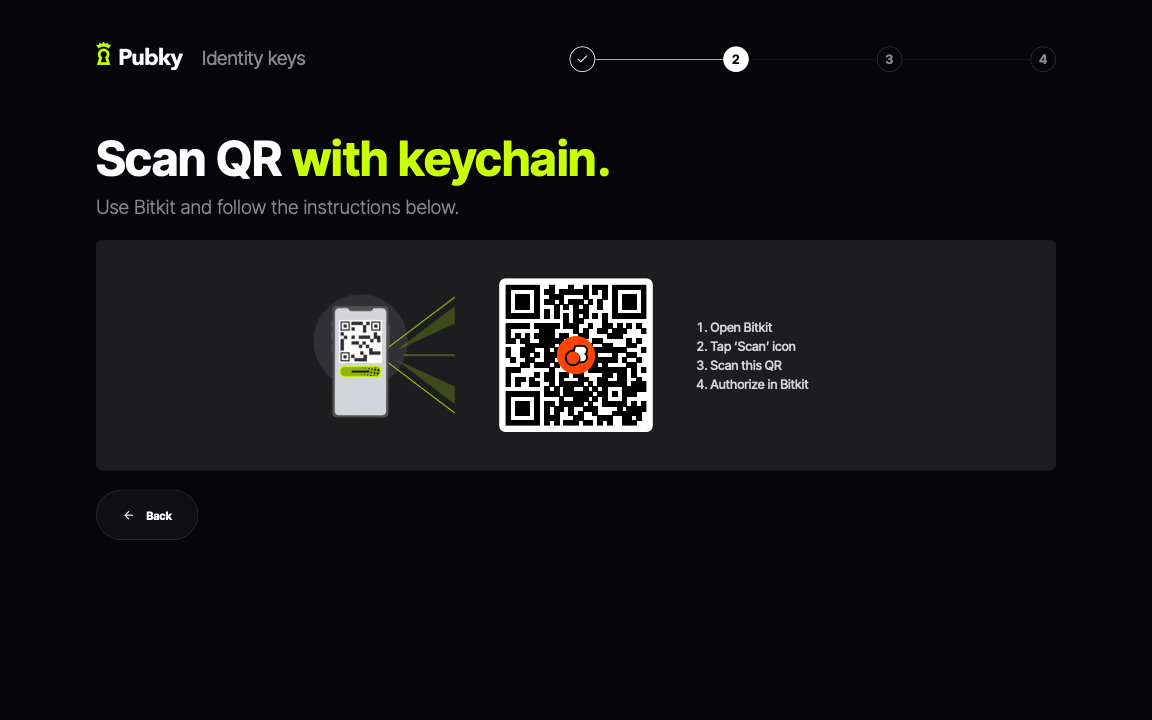 Pubky Identity keys
2
3
4
Scan QR with keychain.
Use Bitkit and follow the instructions below.
1. Open Bitkit
2. Tap ‘Scan’ icon
3. Scan this QR
4. Authorize in Bitkit
Back